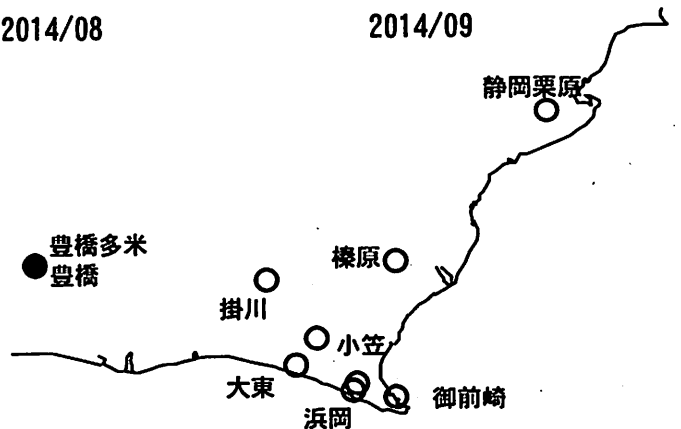 2014/08
2014/09
静岡栗原
豊橋多米
豊橋
榛原
掛川
小笠
大東
浜岡
御前崎